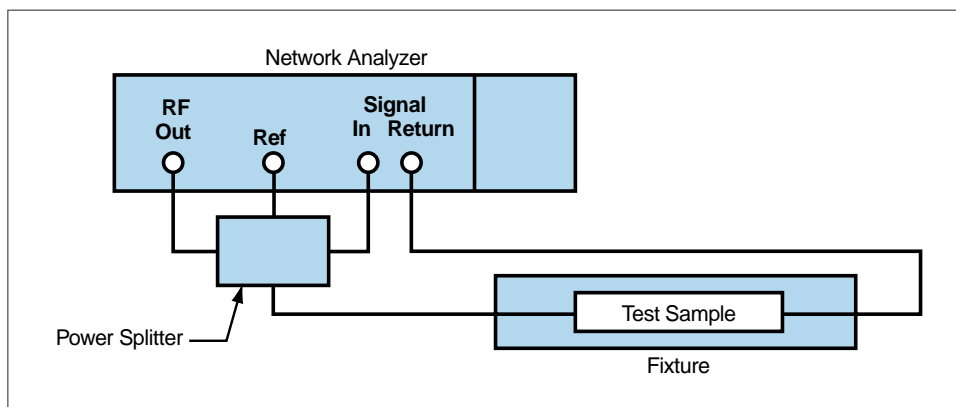 Network Analyzer
RF
Out
Ref
Signal
In Return
Power Splitter
Test Sample
Fixture